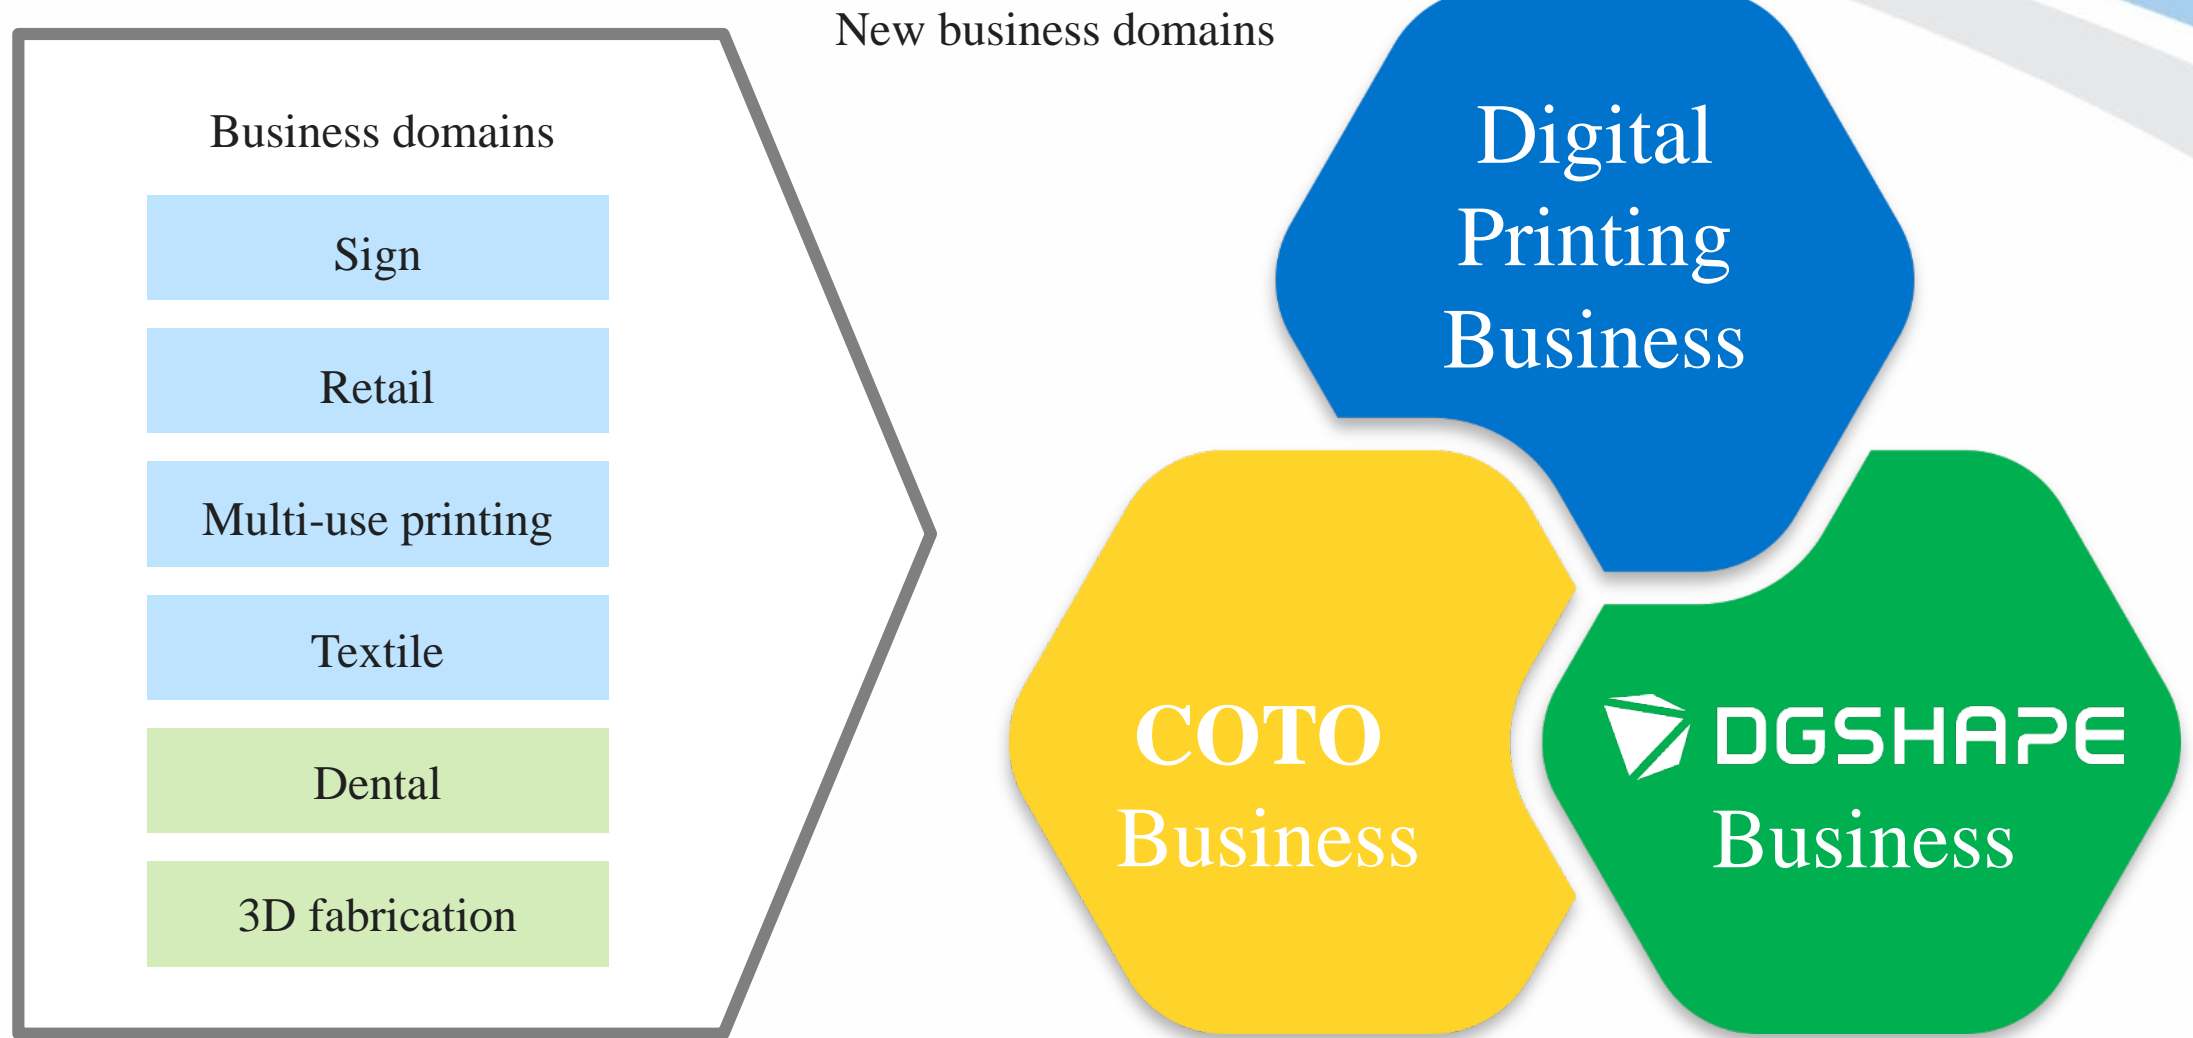 New business domains
Business domains
Sign
Retail
Multi-use printing
Textile
Dental
3D fabrication
Digital
Printing
Business
COTO
Business
DGSHAPE
Business